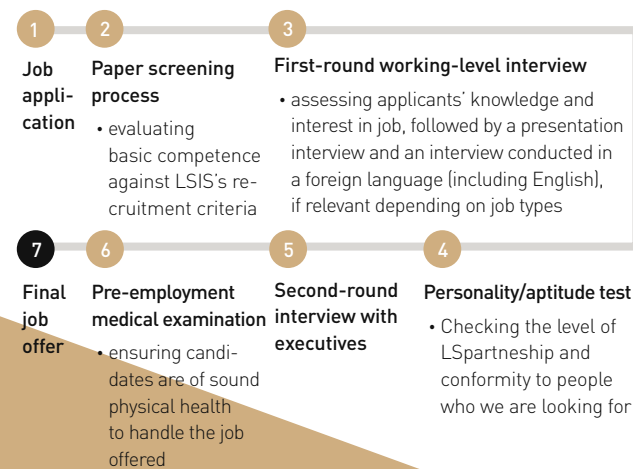 1
Job
appli-
cation
2
Paper screening
process
• evaluating
basic competence
against LSIS's re-
cruitment criteria
3
First-round working-level interview
• assessing applicants' knowledge and
interest in job, followed by a presentation
interview and an interview conducted in
a foreign language (including English),
if relevant depending on job types
4
Personality/aptitude test
• Checking the level of
LSpartneship and
conformity to people
who we are looking for
5
Second-round
interview with
executives
6
Pre-employment
medical examination
• ensuring candi-
dates are of sound
physical health
to handle the job
offered
7
Final
job
offer